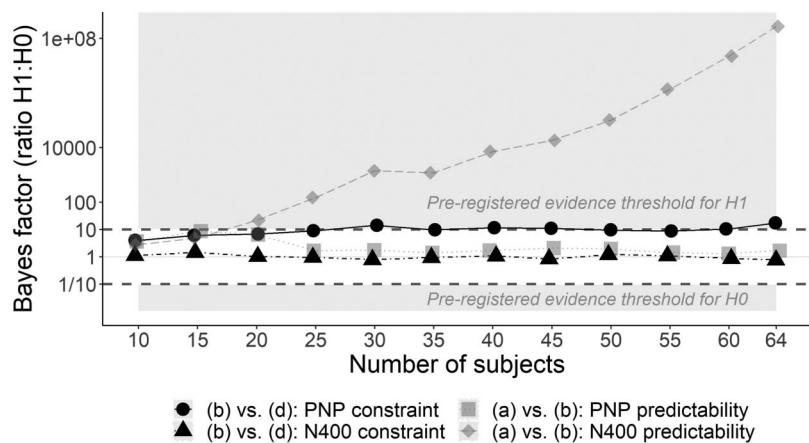 Bayes factor (ratio H1:H0)
1e+08
10000
100
10
1
1/10
Pre-registered evidence threshold for H1
Pre-registered evidence threshold for H0
10 15 20 25 30 35 40 45 50 55 60 64
Number of subjects
(b) vs. (d): PNP constraint (a) vs. (b): PNP predictability
(b) vs. (d): N400 constraint (a) vs. (b): N400 predictability